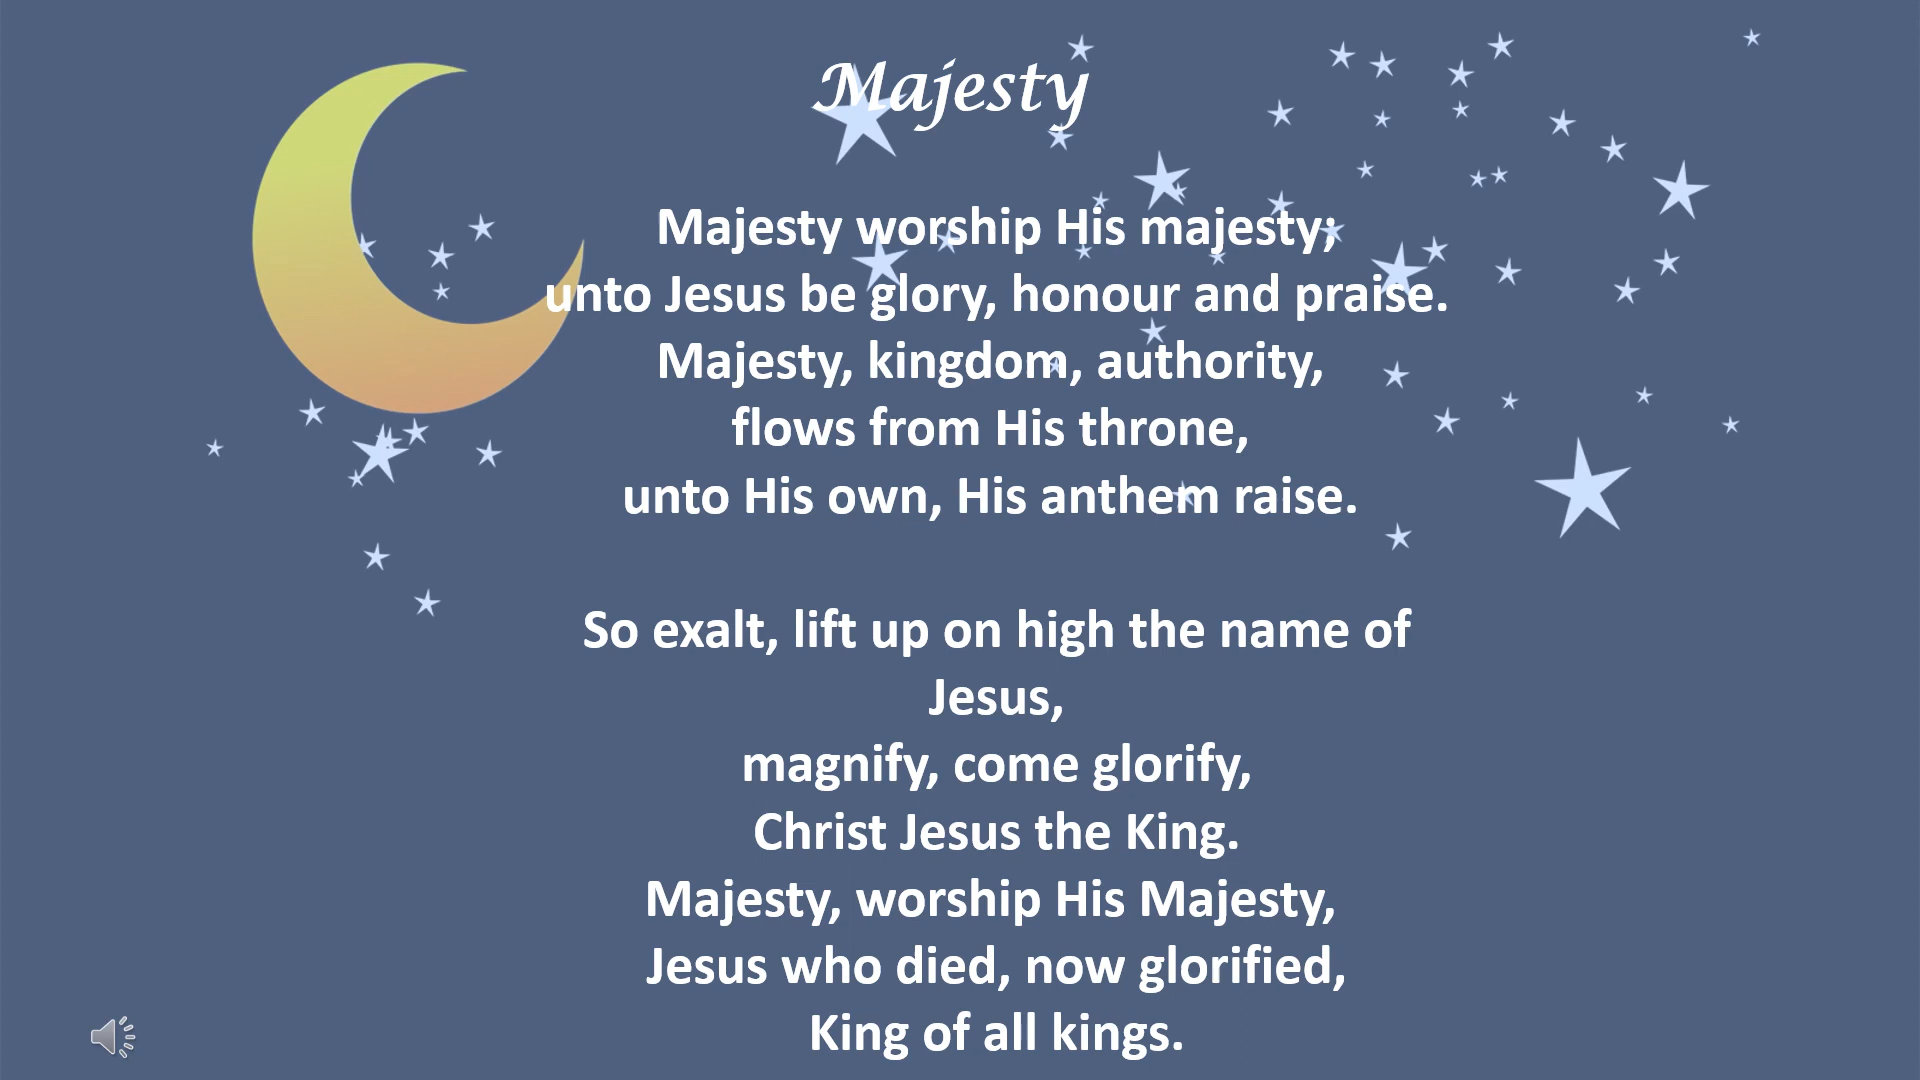 Majesty
Majesty worship His majesty;
unto Jesus be glory, honour and praise.
Majesty, kingdom, authority,
flows from His throne,
unto His own, His anthem raise.
So exalt, lift up on high the name of
Jesus,
magnify, come glorify,
Christ Jesus the King.
Majesty, worship His Majesty,
Jesus who died, now glorified,
King of all kings.